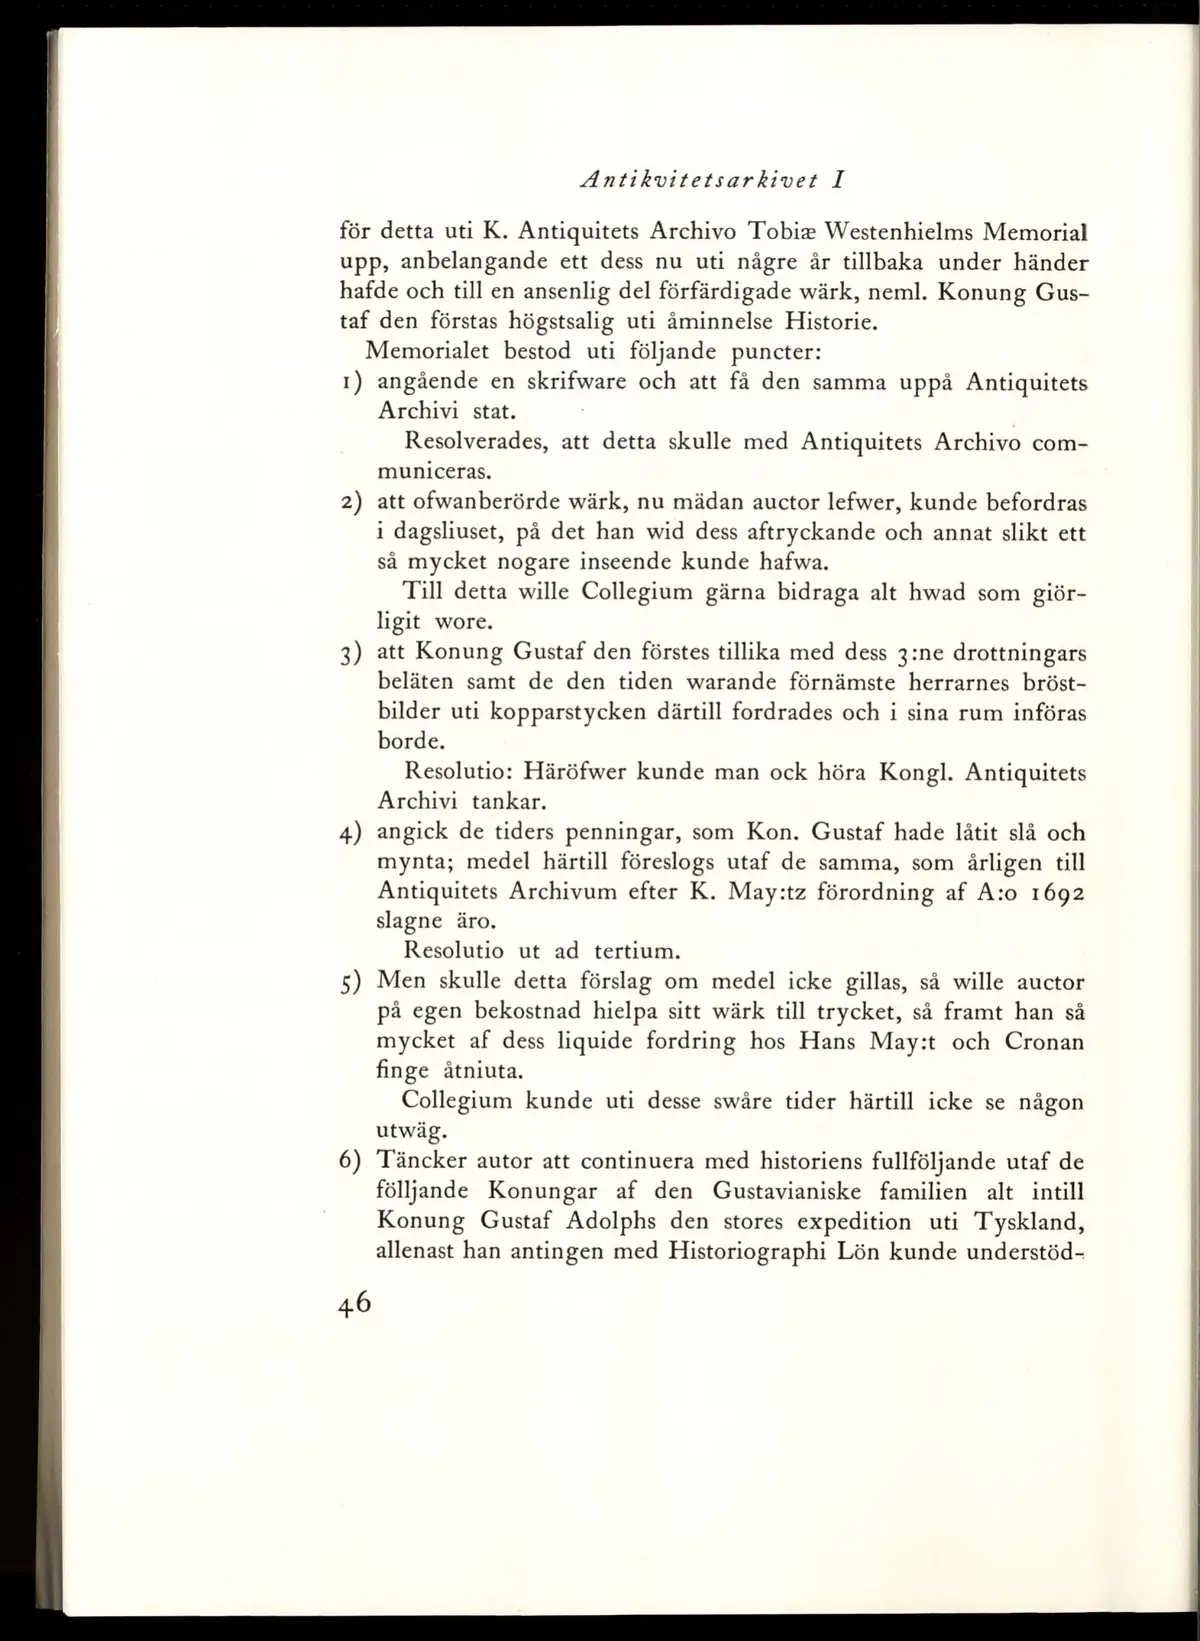 Antikvitetsarkivet I
för detta uti K. Antiquitets Archivo Tobiæ Westenhielms Memorial
upp, anbelangande ett dess nu uti någre år tillbaka under händer
hafde och till en ansenlig del förfärdigade wärk, neml. Konung Gus-
taf den förstas högstsalig uti åminnelse Historie.
Memorialet bestod uti följande puncter:
1) angående en skrifware och att få den samma uppå Antiquitets
Archivi stat.
Resolverades, att detta skulle med Antiquitets Archivo com-
municeras.
2) att ofwanberörde wärk, nu mädan auctor lefwer, kunde befordras
i dagsliuset, på det han wid dess aftryckande och annat slikt ett
så mycket nogare inseende kunde hafwa.
Till detta wille Collegium gärna bidraga alt hwad som giör-
ligit wore.
3) att Konung Gustaf den förstes tillika med dess 3:ne drottningars
beläten samt de den tiden warande förnämste herrarnes bröst-
bilder uti kopparstycken därtill fordrades och i sina rum införas
borde.
Resolutio: Häröfwer kunde man ock höra Kongl. Antiquitets
Archivi tankar.
4) angick de tiders penningar, som Kon. Gustaf hade låtit slå och
mynta; medel härtill föreslogs utaf de samma, som årligen till
Antiquitets Archivum efter K. May:tz förordning af A:o 1692
slagne äro.
Resolutio ut ad tertium.
5) Men skulle detta förslag om medel icke gillas, så wille auctor
på egen bekostnad hielpa sitt wärk till trycket, så framt han så
mycket af dess liquide fordring hos Hans May:t och Cronan
finge åtniuta.
Collegium kunde uti desse swåre tider härtill icke se någon
utwäg.
6) Täncker autor att continuera med historiens fullföljande utaf de
fölljande Konungar af den Gustavianiske familien alt intill
Konung Gustaf Adolphs den stores expedition uti Tyskland,
allenast han antingen med Historiographi Lön kunde understöd-
46